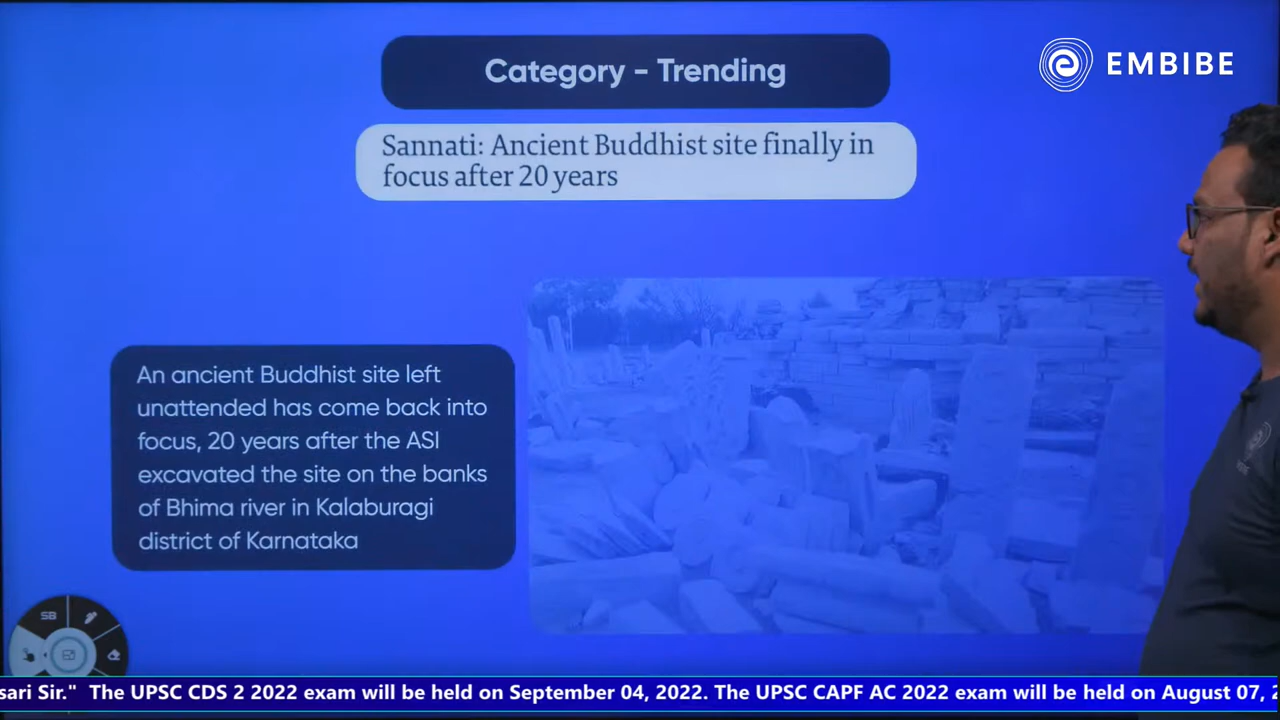 Category - Trending
EMBIBE
Sannati: Ancient Buddhist site finally in
focus after 20 years
An ancient Buddhist site left
unattended has come back into
focus, 20 years after the ASI
excavated the site on the banks
of Bhima river in Kalaburagi
district of Karnataka
SB
sari Sir." The UPSC CDS 2 2022 exam will be held on September 04, 2022. The UPSC CAPF AC 2022 exam will be held on August 07,